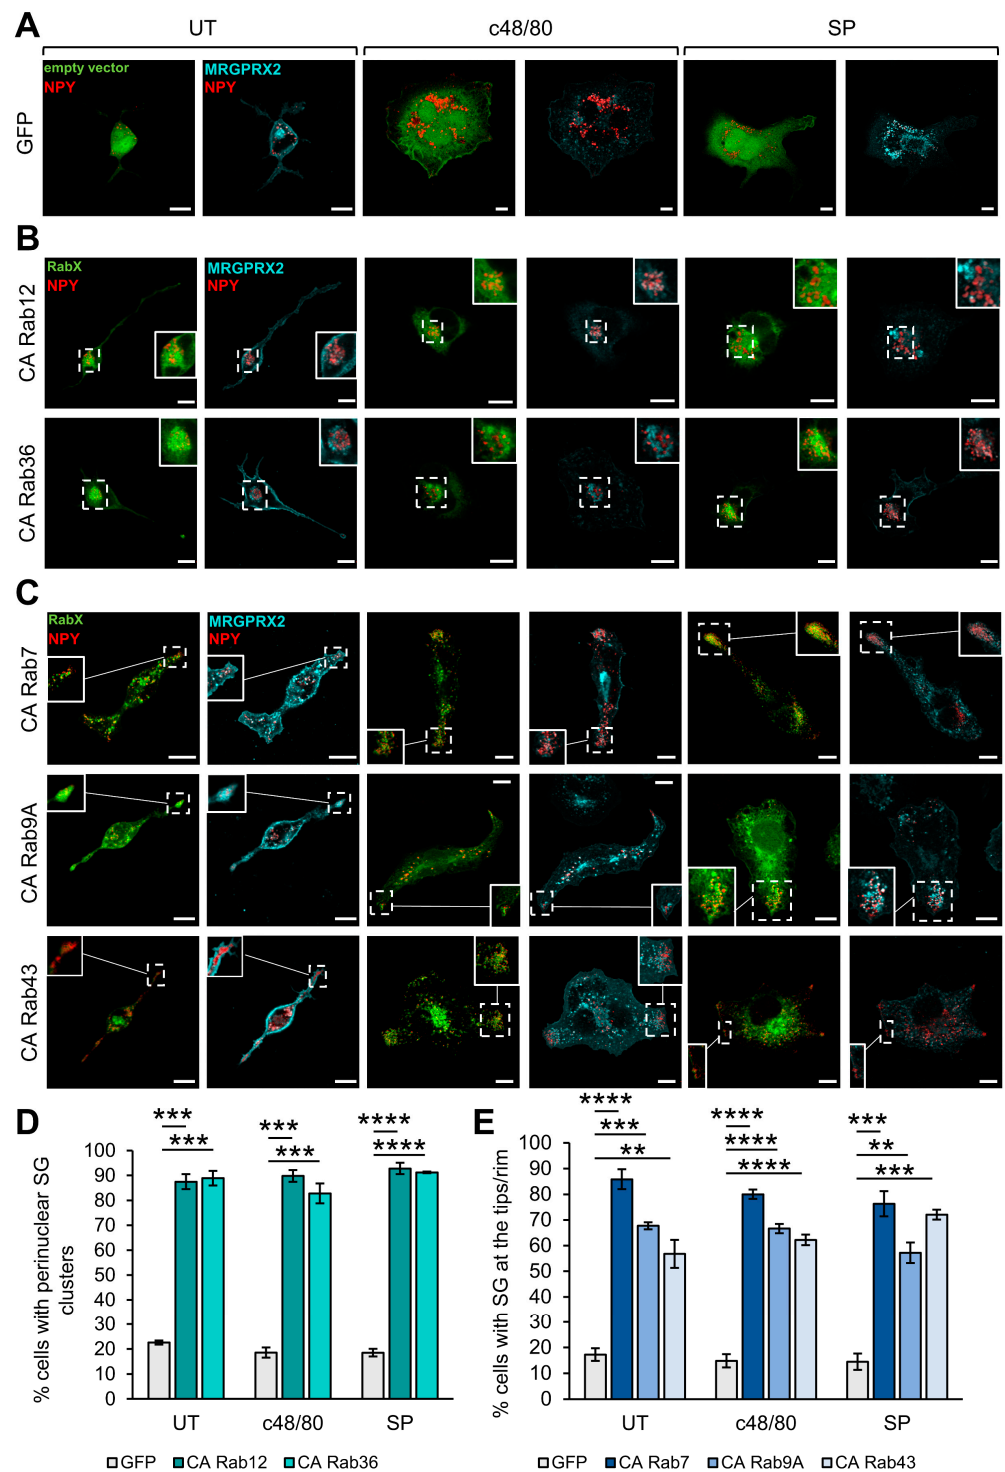 A
UT
c48/80
SP
GFP
empty vector
NPY
MRGPRX2
B
CA Rab12
RabX
NPY
MRGPRX2
NPY
CA Rab36
C
CA Rab7
RabX
NPY
MRGPRX2
NPY
CA Rab9A
CA Rab43
D
% cells with perinuclear SG
clusters
100
90
80
70
60
50
40
30
20
10
0
*** *** **** 
*** *** ****
UT
c48/80
SP
GFP CA Rab12 CA Rab36
E
% cells with SG at the tips/rim
100
90
80
70
60
50
40
30
20
10
0
**** **** ***
*** **** **
** **** ***
UT
c48/80
SP
GFP CA Rab7 CA Rab9A CA Rab43